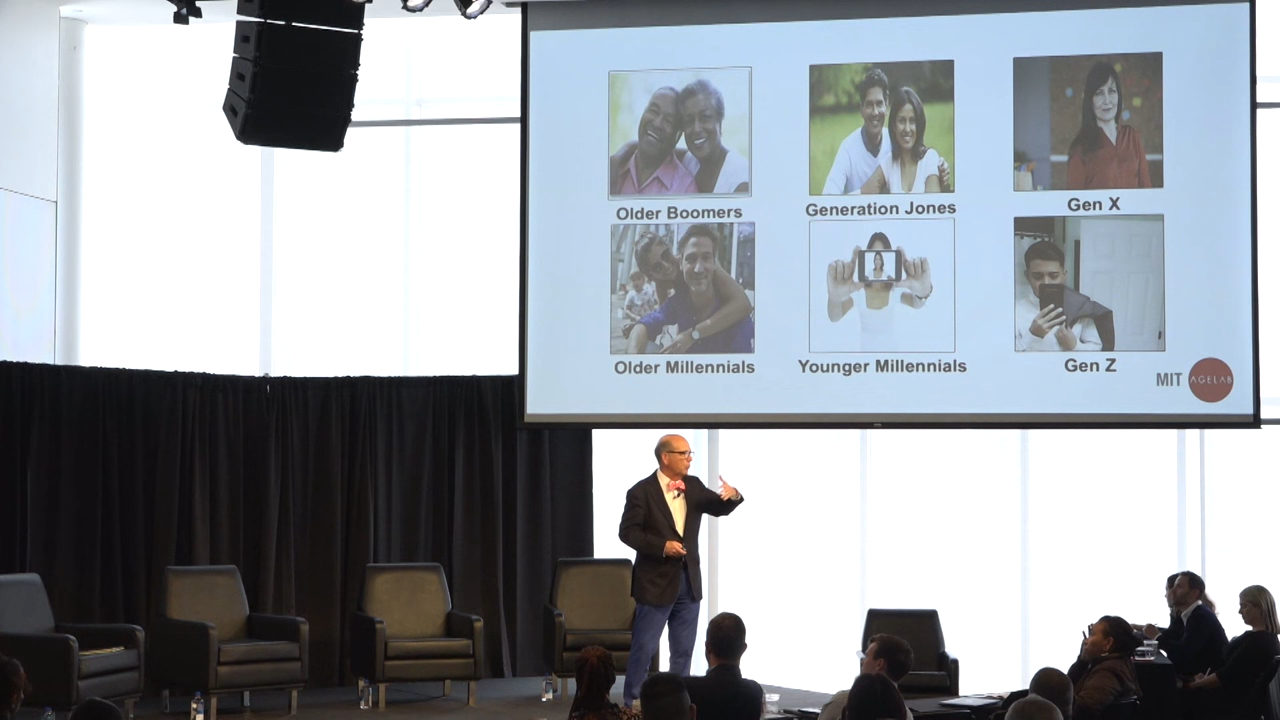 Older Boomers
Generation Jones
Gen X
Older Millennials
Younger Millennials
Gen Z
MIT
AGELAB